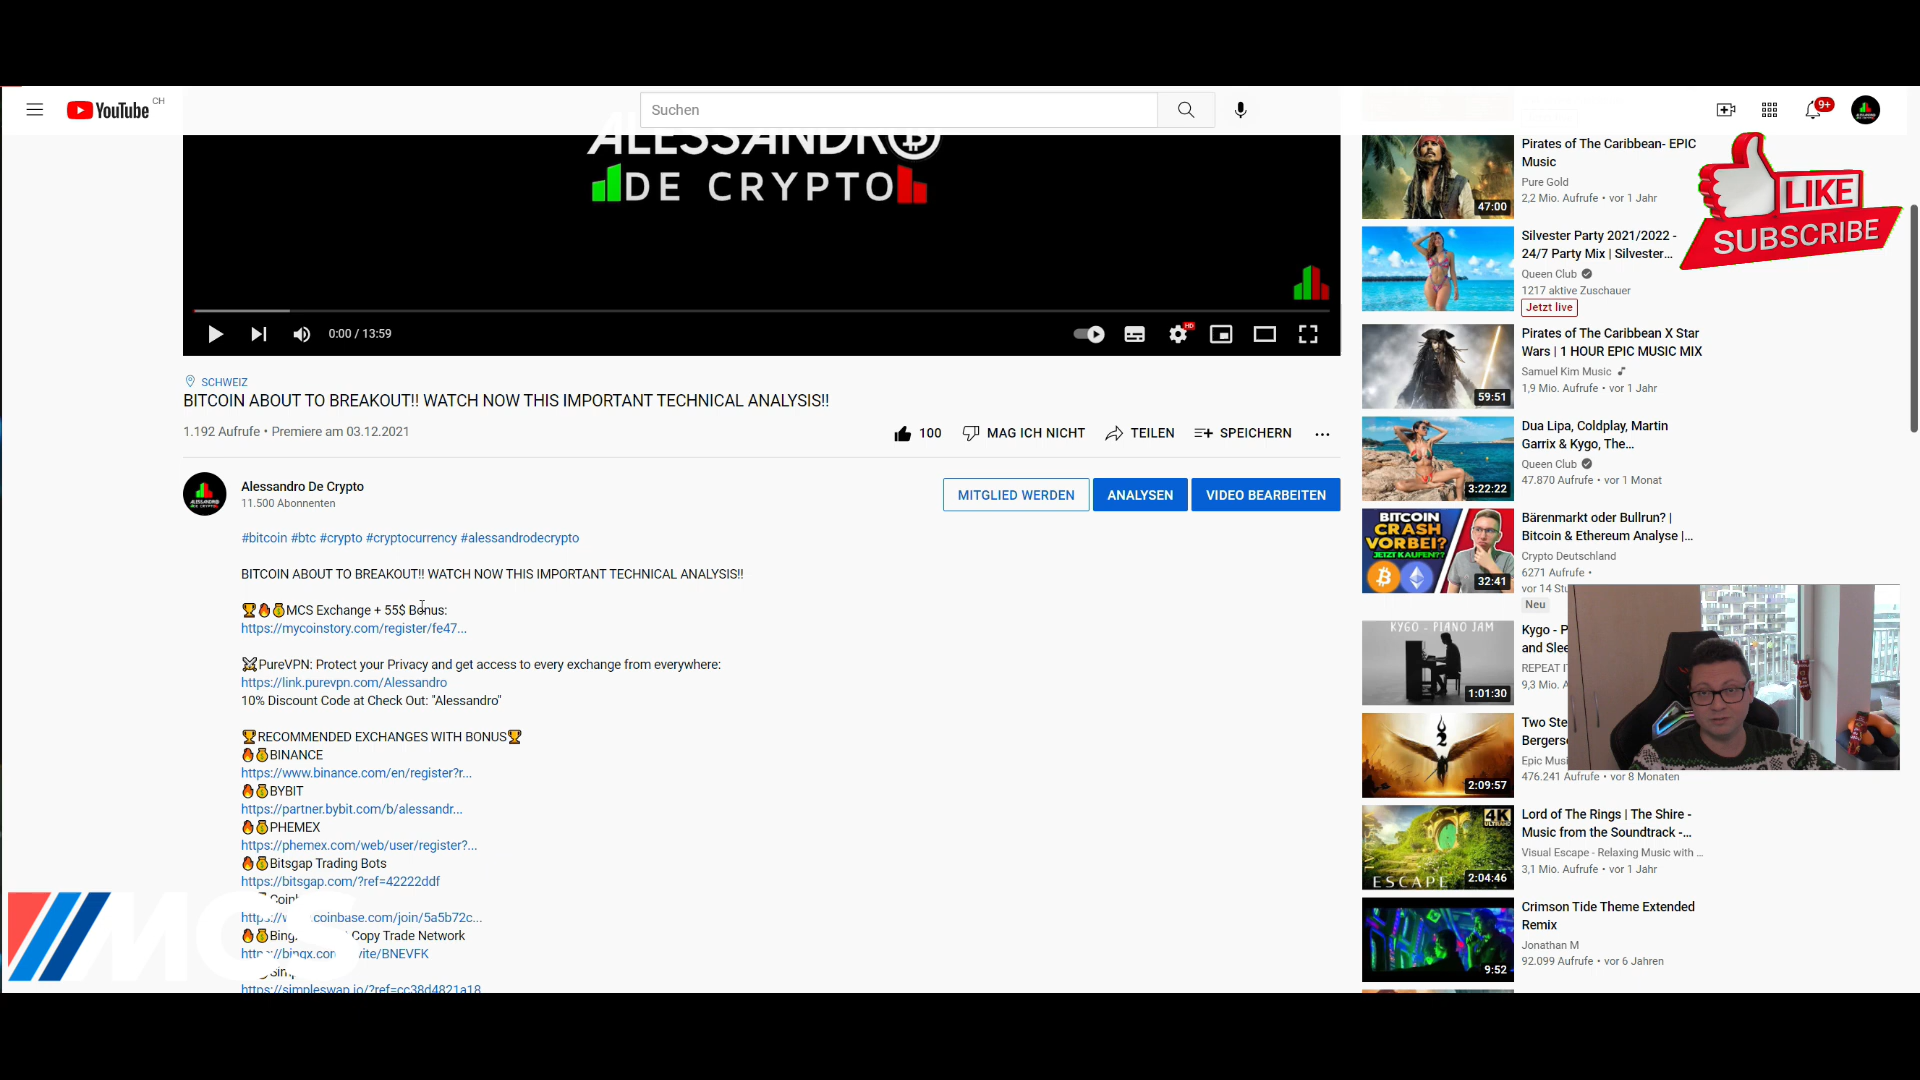 YouTube CH
Suchen
9+
ALESSANDRO
DE CRYPTO
0:00 / 13:59
HD
SCHWEIZ
BITCOIN ABOUT TO BREAKOUT!! WATCH NOW THIS IMPORTANT TECHNICAL ANALYSIS!!
1.192 Aufrufe • Premiere am 03.12.2021
100 MAG ICH NICHT TEILEN SPEICHERN
Alessandro De Crypto
11.500 Abonnenten
MITGLIED WERDEN ANALYSEN VIDEO BEARBEITEN
#bitcoin #btc #crypto #cryptocurrency #alessandrodecrypto
BITCOIN ABOUT TO BREAKOUT!! WATCH NOW THIS IMPORTANT TECHNICAL ANALYSIS!!
🏆🔥💰MCS Exchange + 55$ Bonus:
https://mycoinstory.com/register/fe47...
⚔PureVPN: Protect your Privacy and get access to every exchange from everywhere:
https://link.purevpn.com/Alessandro
10% Discount Code at Check Out: "Alessandro"
🏆RECOMMENDED EXCHANGES WITH BONUS🏆
🔥💰BINANCE
https://www.binance.com/en/register?r...
🔥💰BYBIT
https://partner.bybit.com/b/alessandr...
🔥💰PHEMEX
https://phemex.com/web/user/register?...
🔥💰Bitsgap Trading Bots
https://bitsgap.com/?ref=42222ddf
coinbase.com/join/5a5b72c...
Copy Trade Network
https://simpleswap.io/?ref=cc38d4821a18
MCS
Pirates of The Caribbean- EPIC
Music
Pure Gold
2,2 Mio. Aufrufe • vor 1 Jahr
47:00
LIKE
SUBSCRIBE
Silvester Party 2021/2022 -
24/7 Party Mix | Silvester...
Queen Club
1217 aktive Zuschauer
Jetzt live
Pirates of The Caribbean X Star
Wars | 1 HOUR EPIC MUSIC MIX
Samuel Kim Music
1,9 Mio. Aufrufe • vor 1 Jahr
59:51
Dua Lipa, Coldplay, Martin
Garrix & Kygo, The...
Queen Club
47.870 Aufrufe • vor 1 Monat
3:22:22
BITCOIN
CRASH
VORBEI?
JETZT KAUFEN??
32:41
Bärenmarkt oder Bullrun? |
Bitcoin & Ethereum Analyse |...
Crypto Deutschland
6271 Aufrufe •
vor 14 Stu
Neu
KYGO - PIANO JAM
1:01:30
Kygo - P
and Slee
REPEAT I
9,3 Mio. A
2
2:09:57
Two Ste
Bergers
Epic Musi
476.241 Aufrufe • vor 8 Monaten
4K
ULTRAHD
ESCAPE
2:04:46
Lord of The Rings | The Shire -
Music from the Soundtrack -...
Visual Escape - Relaxing Music with ...
3,1 Mio. Aufrufe • vor 1 Jahr
Crimson Tide Theme Extended
Remix
Jonathan M
92.099 Aufrufe • vor 6 Jahren
9:52